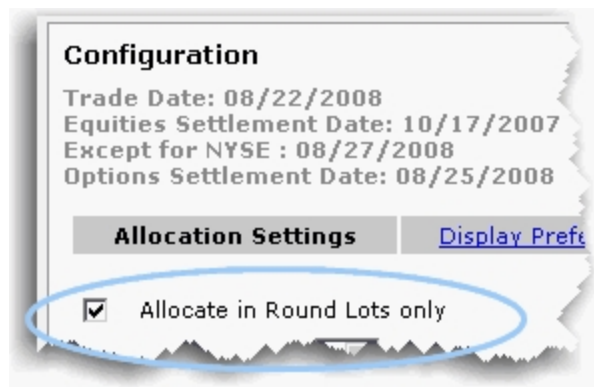 Configuration
Trade Date: 08/22/2008
Equities Settlement Date: 10/17/2007
Except for NYSE : 08/27/2008
Options Settlement Date: 08/25/2008
Allocation Settings Display
Allocate in Round Lots only